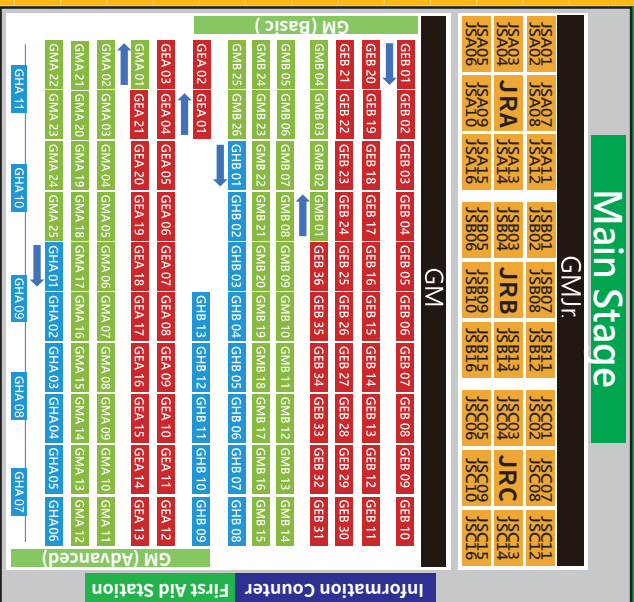 Main Stage
GMJr.
JSA01 JSA07 JSA11 JSB01 JSB07 JSB11 JSC01 JSC07 JSC11
JSA02 JSA08 JSA12 JSB02 JSB08 JSB12 JSC02 JSC08 JSC12
JSA03 JRA JSA13 JSB03 JRB JSB13 JSC03 JRC JSC13
JSA04 JSA14 JSB04 JSB14 JSC04 JSC14
JSA05 JSA09 JSA15 JSB05 JSB09 JSB15 JSC05 JSC09 JSC15
JSA06 JSA10 JSA16 JSB06 JSB10 JSB16 JSC06 JSC10 JSC16
GM
GM (Basic)
GEB 01 GEB 02 GEB 03 GEB 04 GEB 05 GEB 06 GEB 07 GEB 08 GEB 09 GEB 10
GEB 20 GEB 19 GEB 18 GEB 17 GEB 16 GEB 15 GEB 14 GEB 13 GEB 12 GEB 11
GEB 21 GEB 22 GEB 23 GEB 24 GEB 25 GEB 26 GEB 27 GEB 28 GEB 29 GEB 30
GMB 04 GMB 03 GMB 02 GMB 01 GEB 36 GEB 35 GEB 34 GEB 33 GEB 32 GEB 31
GMB 05 GMB 06 GMB 07 GMB 08 GMB 09 GMB 10 GMB 11 GMB 12 GMB 13 GMB 14
GMB 24 GMB 23 GMB 22 GMB 21 GMB 20 GMB 19 GMB 18 GMB 17 GMB 16 GMB 15
GMB 25 GMB 26 GHB 01 GHB 02 GHB 03 GHB 04 GHB 05 GHB 06 GHB 07 GHB 08
GEA 02 GEA 01 GHB 13 GHB 12 GHB 11 GHB 10 GHB 09
GEA 03 GEA 04 GEA 05 GEA 06 GEA 07 GEA 08 GEA 09 GEA 10 GEA 11 GEA 12
GMA 01 GEA 21 GEA 20 GEA 19 GEA 18 GEA 17 GEA 16 GEA 15 GEA 14 GEA 13
GMA 02 GMA 03 GMA 04 GMA 05 GMA 06 GMA 07 GMA 08 GMA 09 GMA 10 GMA 11
GMA 21 GMA 20 GMA 19 GMA 18 GMA 17 GMA 16 GMA 15 GMA 14 GMA 13 GMA 12
GMA 22 GMA 23 GMA 24 GMA 25 GHA 01 GHA 02 GHA 03 GHA 04 GHA05 GHA06
GHA 11 GHA 10 GHA 09 GHA 08 GHA 07
GM (Advanced)
Information Counter
First Aid Station